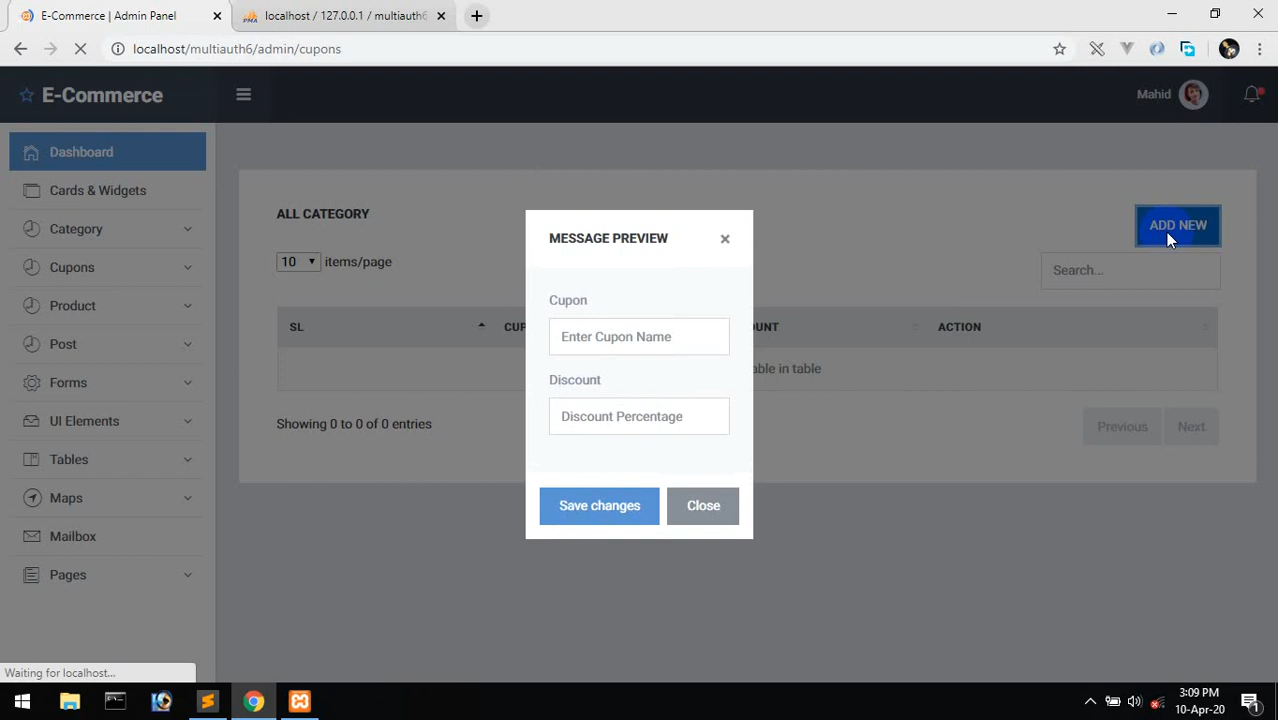 E-Commerce | Admin Panel
localhost / 127.0.0.1 / multiauth6
localhost/multiauth6/admin/cupons
E-Commerce
Mahid
Dashboard
Cards & Widgets
Category
Cupons
Product
Post
Forms
UI Elements
Tables
Maps
Mailbox
Pages
ALL CATEGORY
ADD NEW
10 items/page
Search...
SL
CUP
OUNT
ACTION
able in table
Showing 0 to 0 of 0 entries
Previous
Next
MESSAGE PREVIEW
×
Cupon
Enter Cupon Name
Discount
Discount Percentage
Save changes
Close
Waiting for localhost...
3:09 PM
10-Apr-20
1